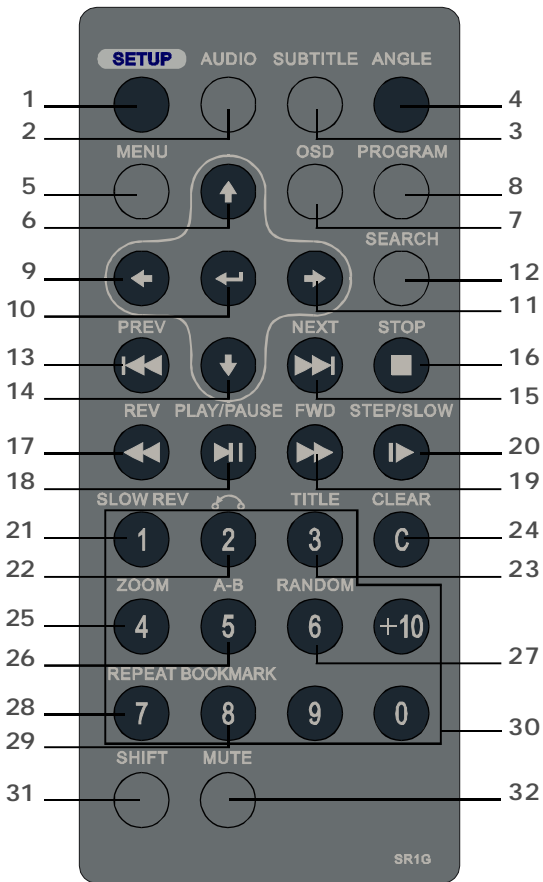 SETUP AUDIO SUBTITLE ANGLE
1 4
2 3
MENU OSD PROGRAM
5 8
6 7
SEARCH
9 12
10 11
PREV NEXT STOP
13 16
14 15
REV PLAY/PAUSE FWD STEP/SLOW
17 20
18 19
SLOW REV TITLE CLEAR
21 1 2 3 C 24
22 23
ZOOM A-B RANDOM
25 4 5 6 +10
26 27
REPEAT BOOKMARK
28 7 8 9 0
29 30
SHIFT MUTE
31 32
SR1G